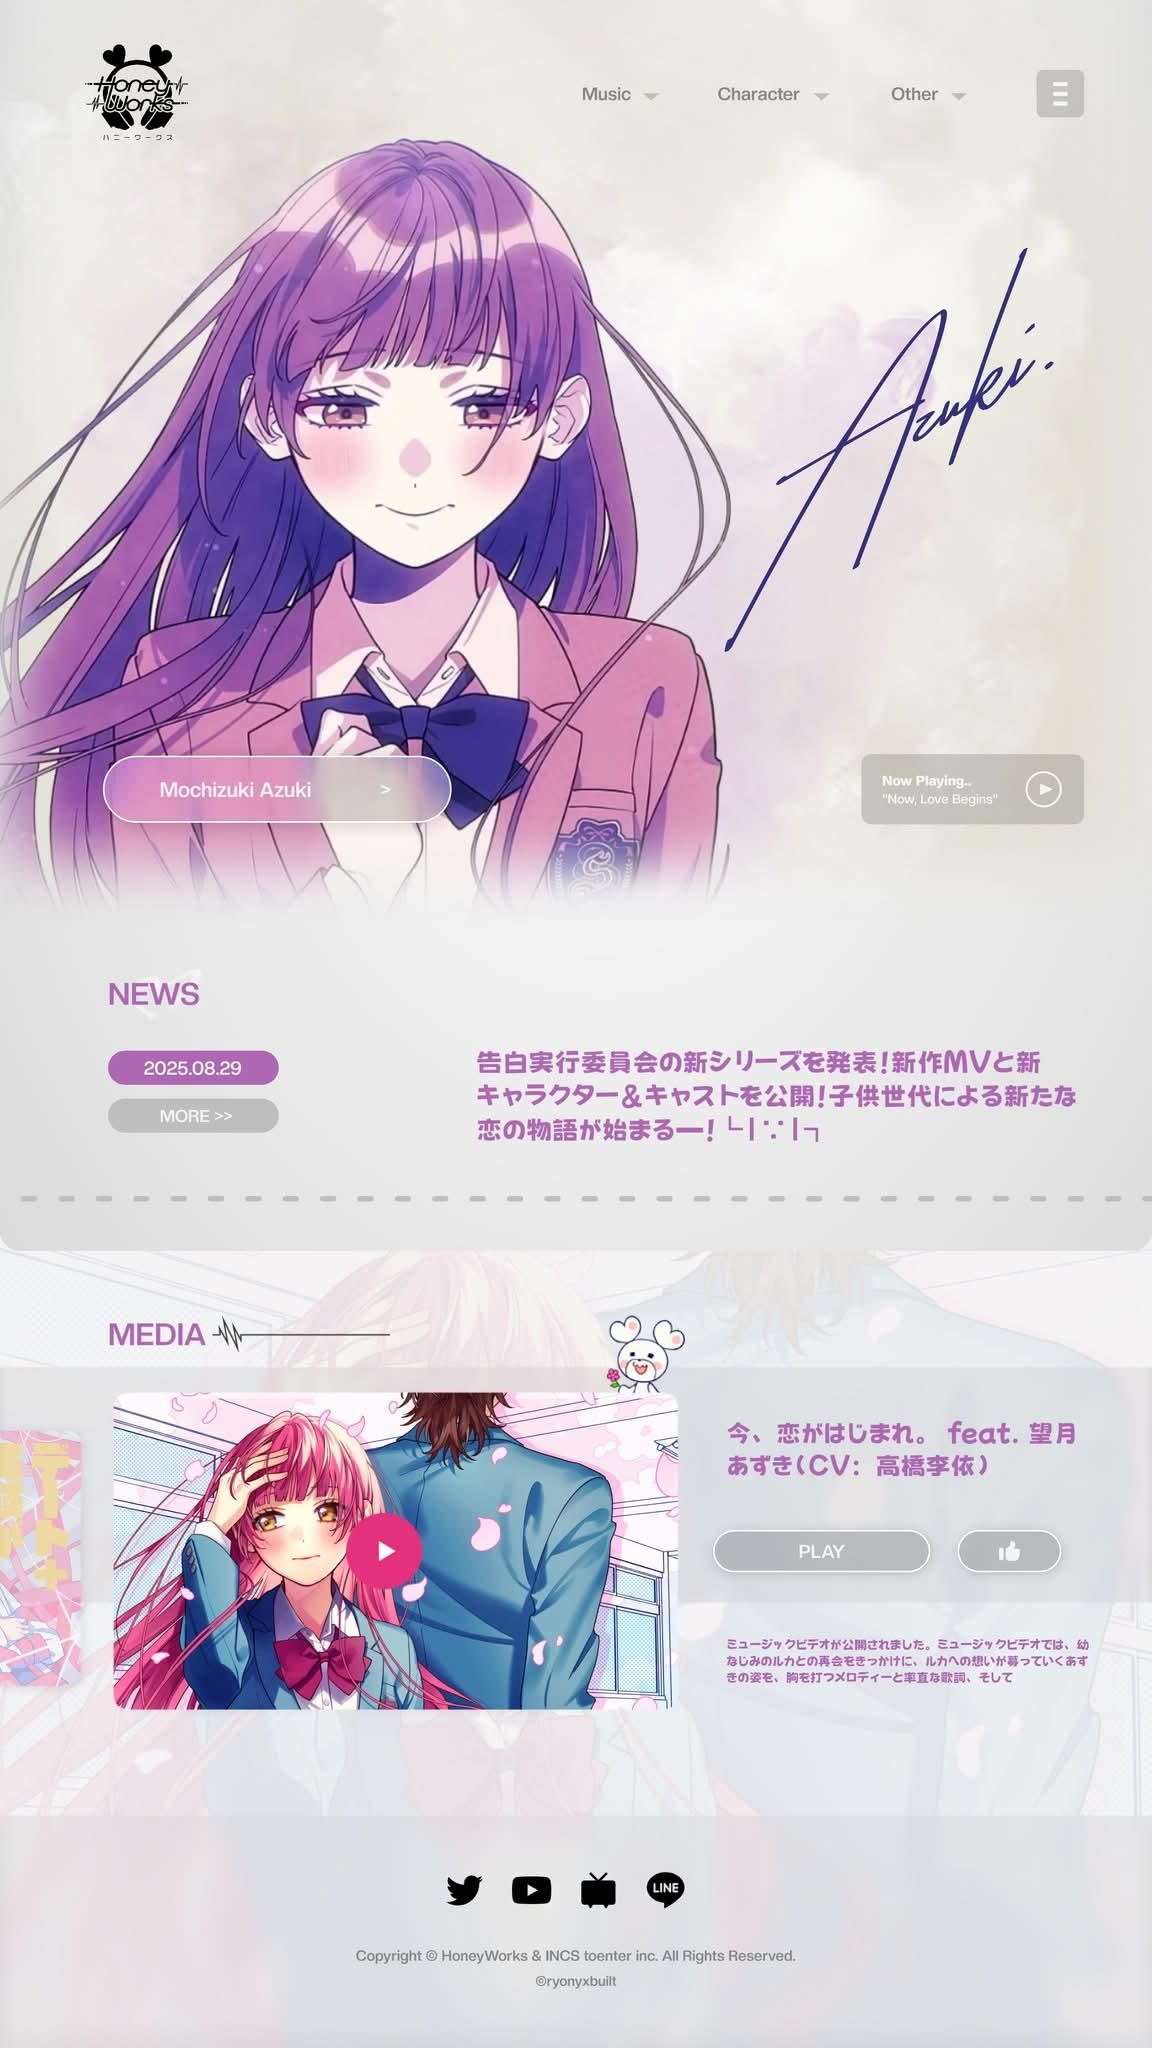 Honey
Works
ハニーワークス
Music
Character
Other
Azuki.
Mochizuki Azuki >
Now Playing..
"Now, Love Begins"
NEWS
2025.08.29
MORE >>
告白実行委員会の新シリーズを発表！新作MVと新
キャラクター＆キャストを公開！子供世代による新たな
恋の物語が始まる—！└|∵|┐
MEDIA
デート
今、恋がはじまれ。 feat. 望月
あずき(CV: 高橋李依)
PLAY
ミュージックビデオが公開されました。ミュージックビデオでは、幼
なじみのルカとの再会をきっかけに、ルカへの想いが募っていくあず
きの姿を、胸を打つメロディーと率直な歌詞、そして
LINE
Copyright © HoneyWorks & INCS toenter inc. All Rights Reserved.
©ryonyxbuilt